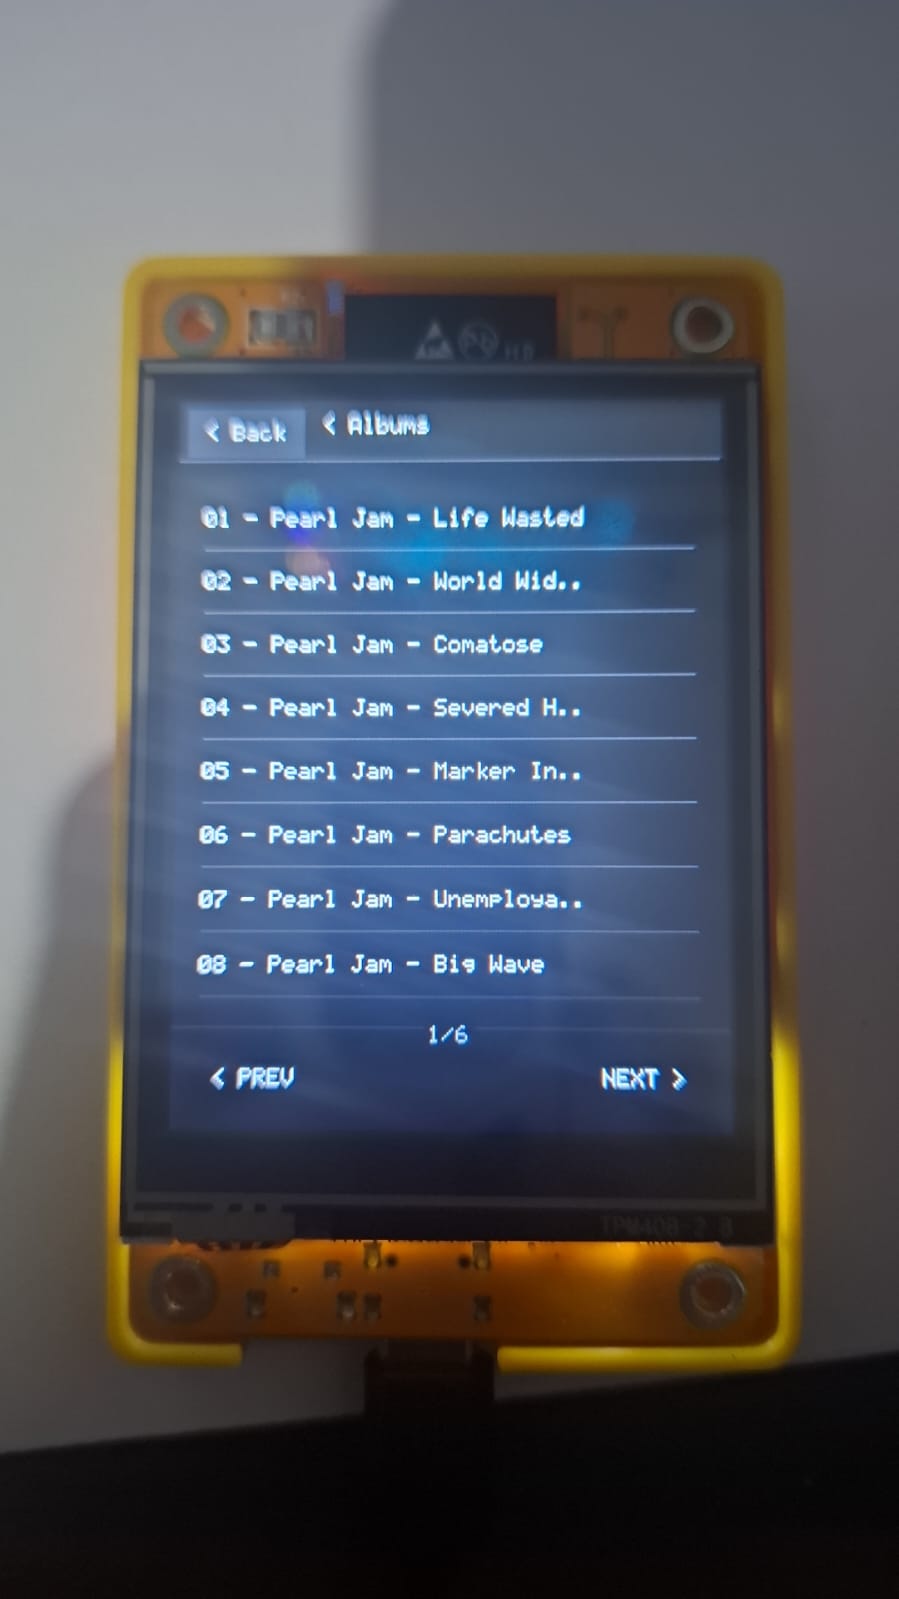 < Back < Albums
01 - Pearl Jam - Life Wasted
02 - Pearl Jam - World Wid..
03 - Pearl Jam - Comatose
04 - Pearl Jam - Severed H..
05 - Pearl Jam - Marker In..
06 - Pearl Jam - Parachutes
07 - Pearl Jam - Unemploya..
08 - Pearl Jam - Big Wave
1/6
< PREV NEXT >